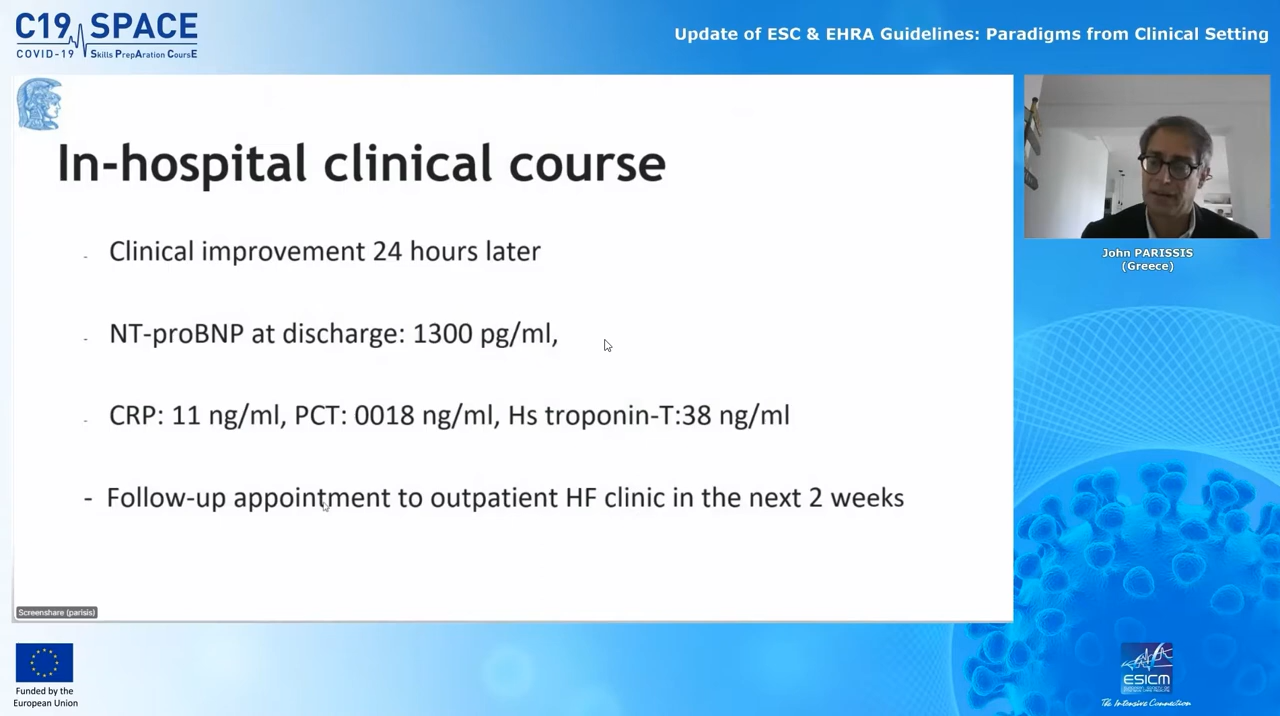 C19 SPACE
COVID-19 Skills PrepAration CoursE
Update of ESC & EHRA Guidelines: Paradigms from Clinical Setting
In-hospital clinical course
- Clinical improvement 24 hours later
- NT-proBNP at discharge: 1300 pg/ml,
- CRP: 11 ng/ml, PCT: 0018 ng/ml, Hs troponin-T:38 ng/ml
- Follow-up appointment to outpatient HF clinic in the next 2 weeks
John PARISSIS
(Greece)
Screenshare (parisis)
Funded by the
European Union
ESICM
The Intensive Connection